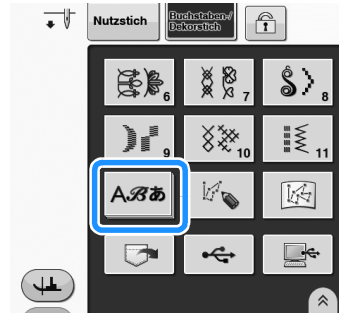 Nutzstich Buchstaben-/
Dekorstich
6 7 8
9 10 11
Aℬあ